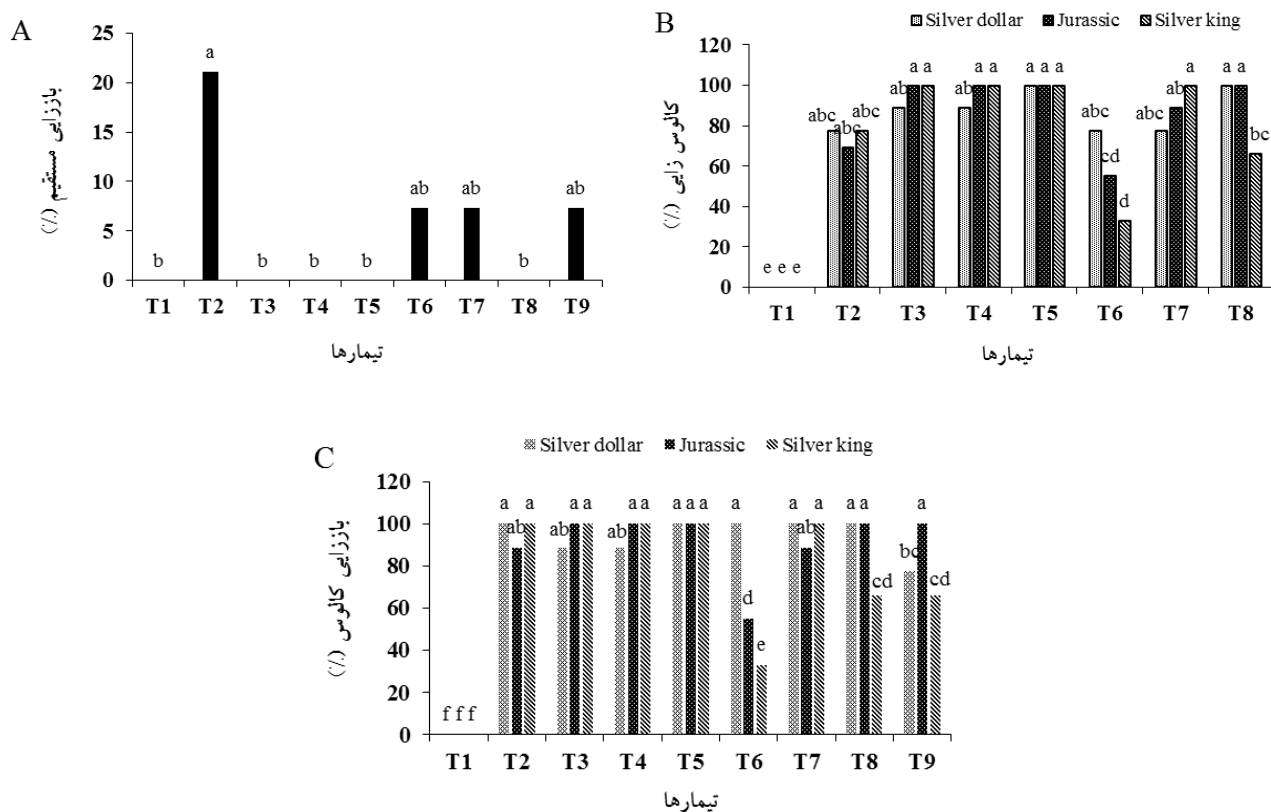 A
باززایی مستقیم (٪)
25
20
15
10
5
0
b
a
b
b
b
ab
ab
b
ab
T1 T2 T3 T4 T5 T6 T7 T8 T9
تیمارها
B
Silver dollar Jurassic Silver king
کالوس زایی (٪)
120
100
80
60
40
20
0
e e e
abc abc abc
ab a a
ab a a
a a a
abc cd d
abc ab a
a a bc
T1 T2 T3 T4 T5 T6 T7 T8
تیمارها
C
Silver dollar Jurassic Silver king
باززایی کالوس (٪)
120
100
80
60
40
20
0
f f f
a ab a
ab a a
ab a a
a a a
a d e
a ab a
a a cd
bc a cd
T1 T2 T3 T4 T5 T6 T7 T8 T9
تیمارها